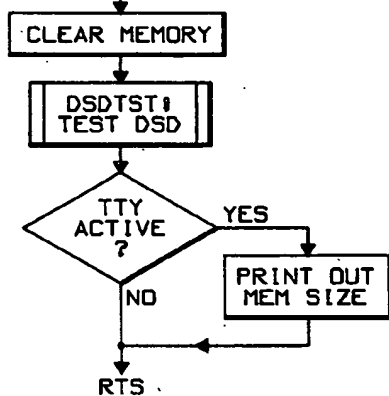 CLEAR MEMORY
DSDTST:
TEST DSD
TTY
ACTIVE
?
YES
PRINT OUT
MEM SIZE
NO
RTS